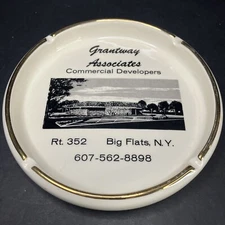 Grantway
Associates
Commercial Developers
Rt. 352 Big Flats, N.Y.
607-562-8898